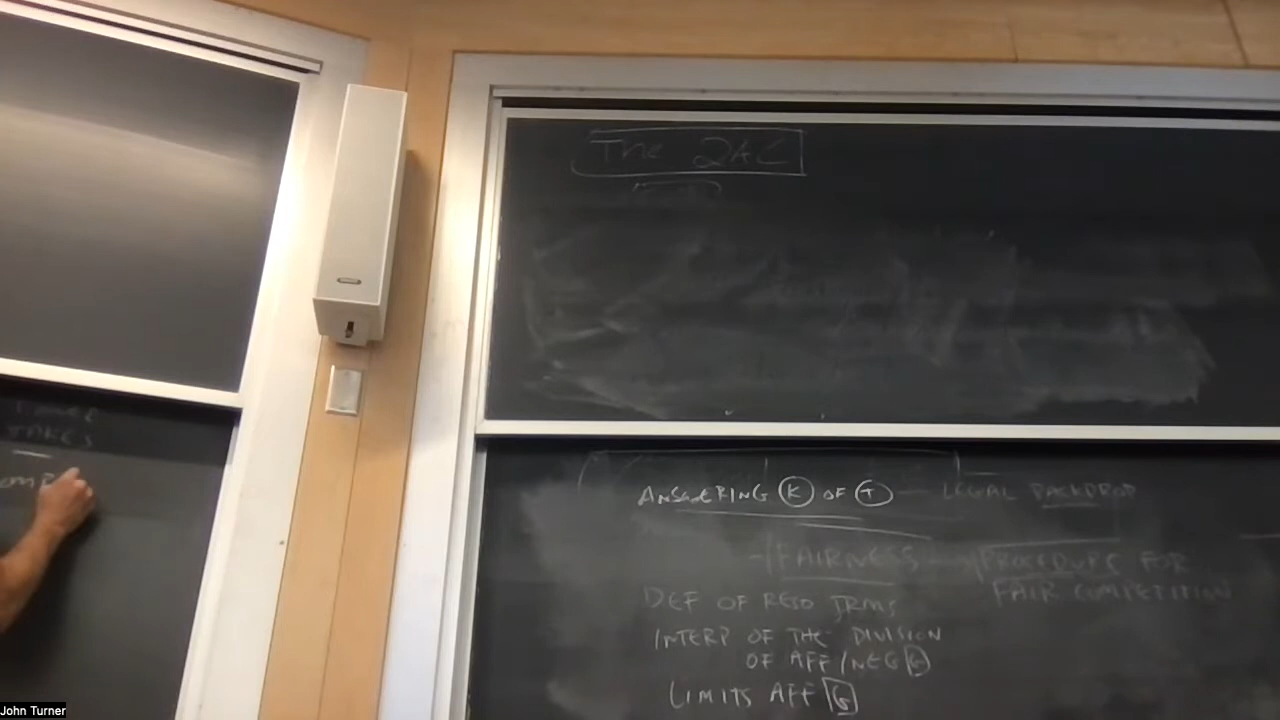 The 2AC
TAKES
ANSWERING K OF T — LEGAL BACKDROP
FAIRNESS
PROCEDURE FOR
FAIR COMPETITION
DEF OF RESO TRMS
INTERP OF THE DIVISION
OF AFF/NEG G
LIMITS AFF G
John Turner